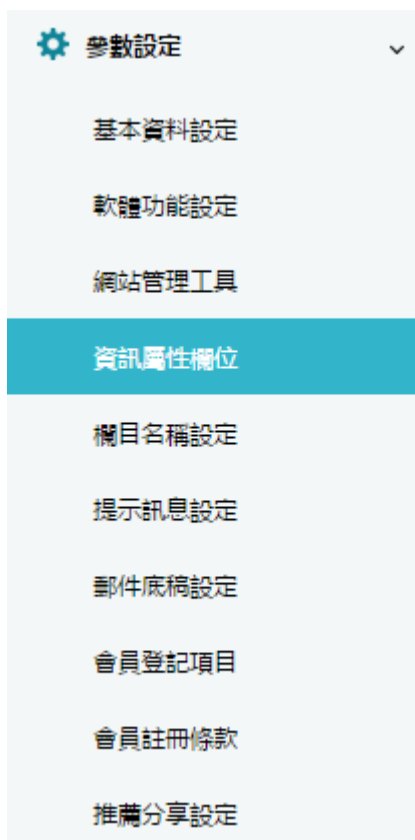 參數設定
基本資料設定
軟體功能設定
網站管理工具
資訊屬性欄位
欄目名稱設定
提示訊息設定
郵件底稿設定
會員登記項目
會員註冊條款
推薦分享設定